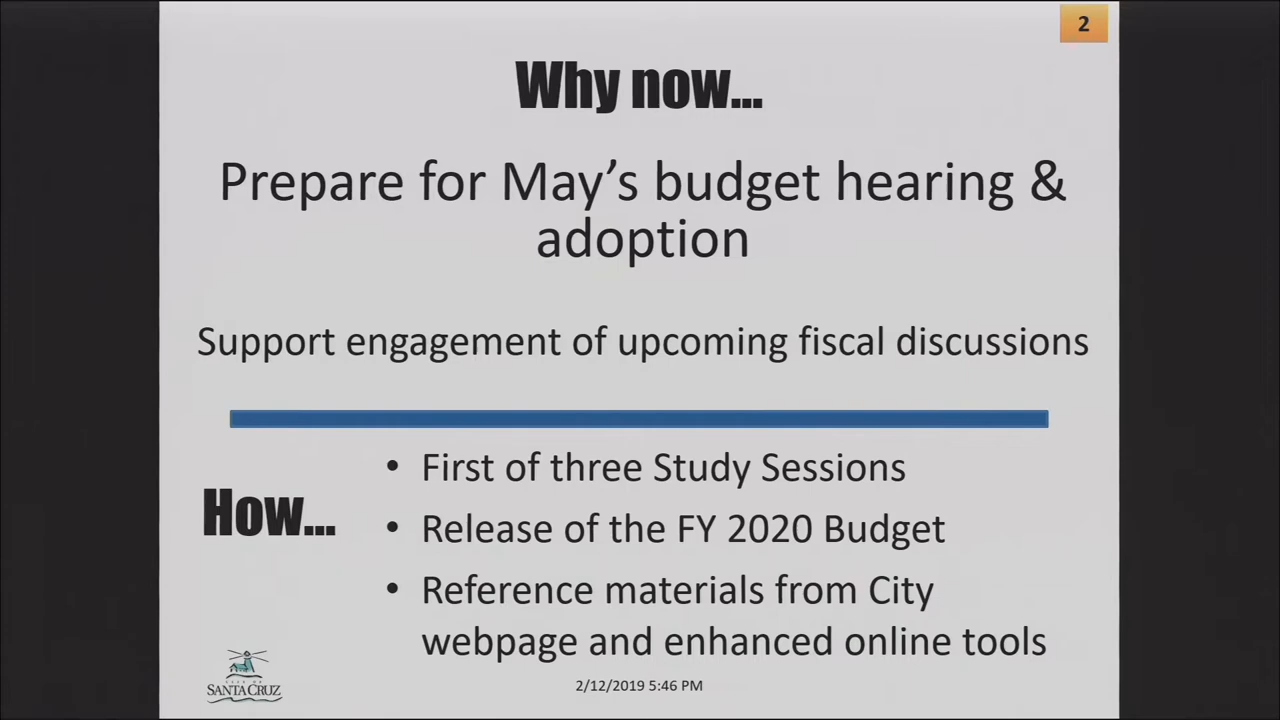 2
Why now...
Prepare for May's budget hearing &
adoption
Support engagement of upcoming fiscal discussions
How...
• First of three Study Sessions
• Release of the FY 2020 Budget
• Reference materials from City
webpage and enhanced online tools
CITY OF
SANTA CRUZ
2/12/2019 5:46 PM